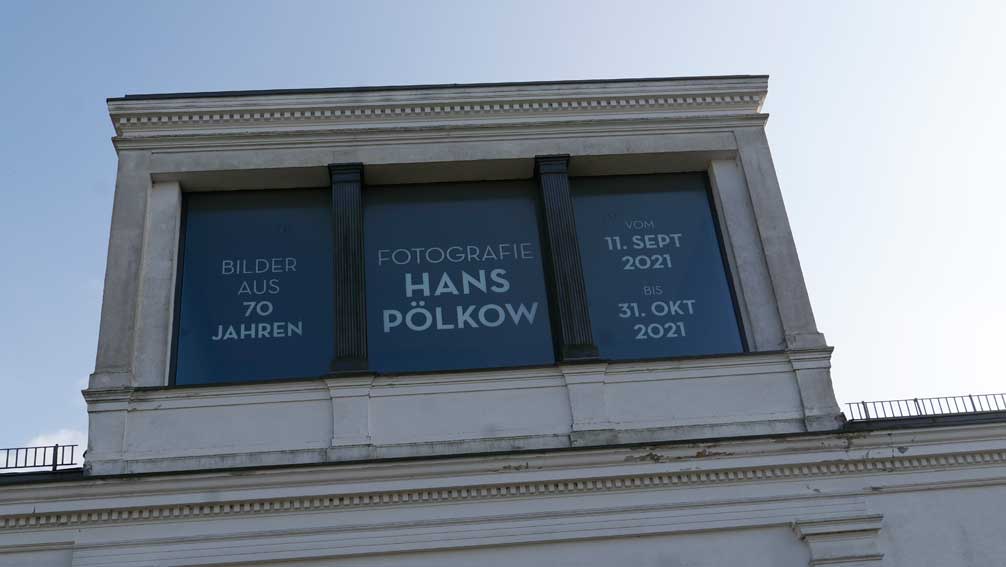 BILDER
AUS
70
JAHREN
FOTOGRAFIE
HANS
PÖLKOW
VOM
11. SEPT
2021
BIS
31. OKT
2021